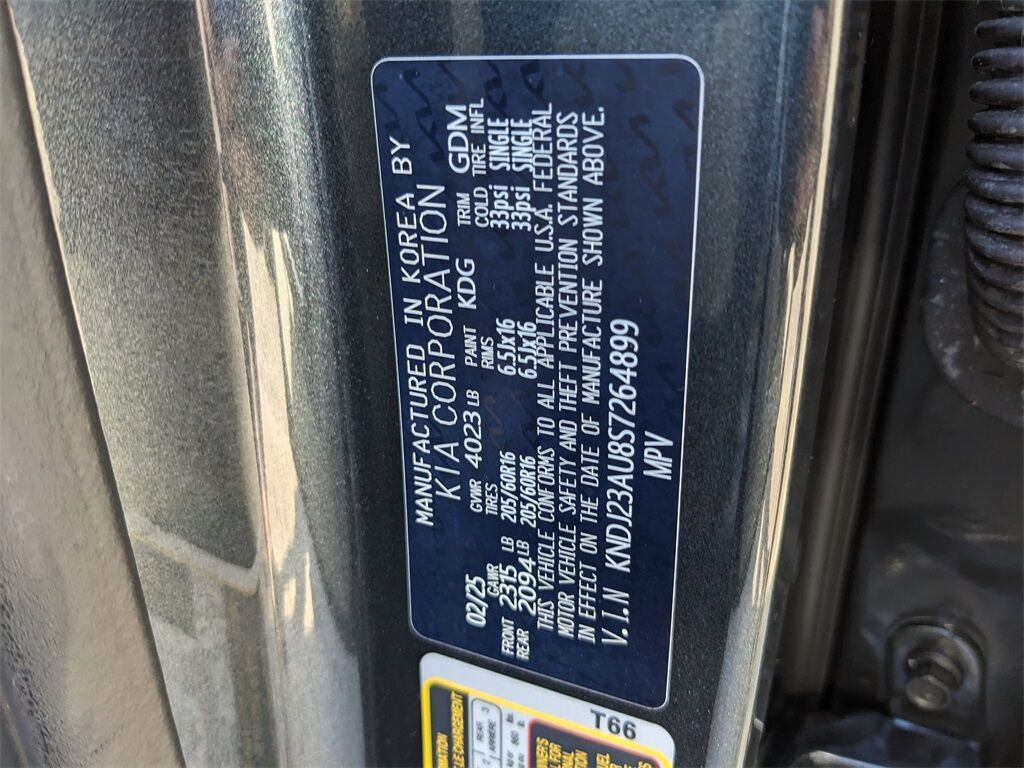 MANUFACTURED IN KOREA BY
KIA CORPORATION
02/25 GVWR 4023 LB PAINT KDG TRIM GDM
GAWR TIRES RIMS COLD TIRE INFL
FRONT 2315 LB 205/60R16 6.5Jx16 33psi SINGLE
REAR 2094 LB 205/60R16 6.5Jx16 33psi SINGLE
THIS VEHICLE CONFORMS TO ALL APPLICABLE U.S.A. FEDERAL
MOTOR VEHICLE SAFETY AND THEFT PREVENTION STANDARDS
IN EFFECT ON THE DATE OF MANUFACTURE SHOWN ABOVE.
V.I.N KNDJ23AU8S7264899
MPV
T66
REAR
ARRIERE